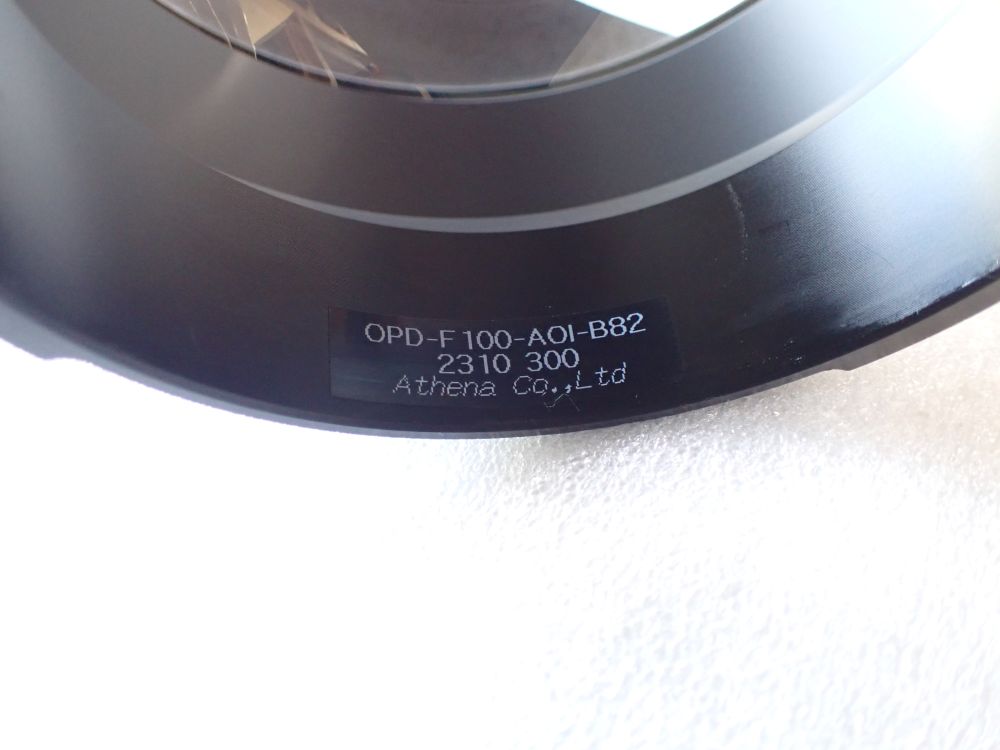 OPD-F100-AOI-B82
2310 300
Athena Co.,Ltd